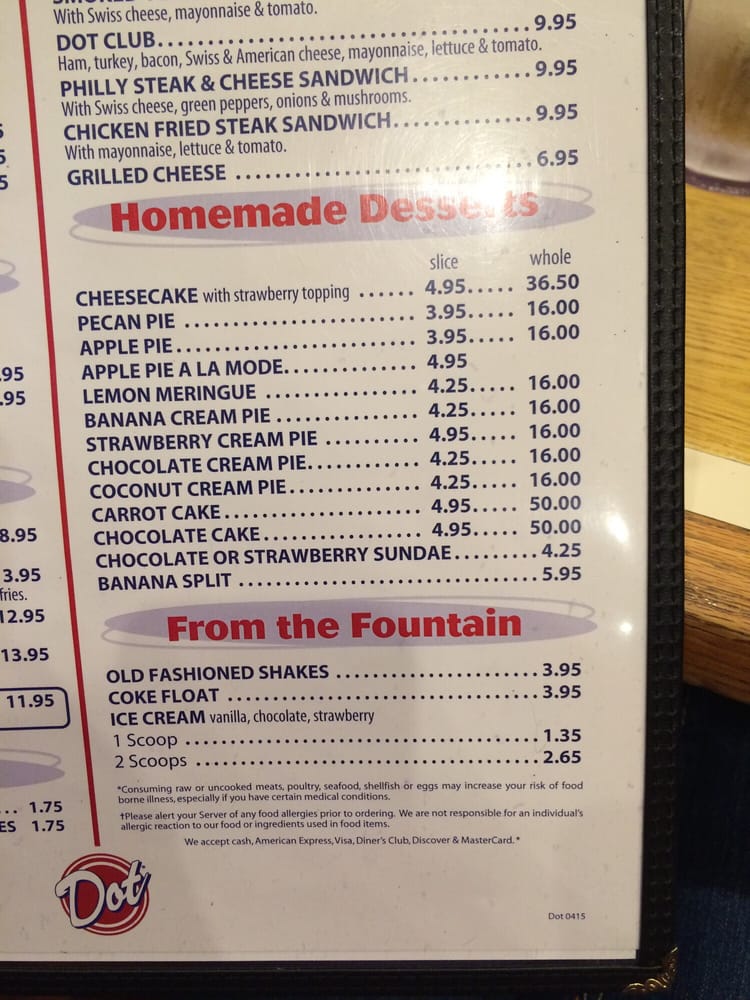 With Swiss cheese, mayonnaise & tomato.
DOT CLUB........................................ 9.95
Ham, turkey, bacon, Swiss & American cheese, mayonnaise, lettuce & tomato.
PHILLY STEAK & CHEESE SANDWICH............ 9.95
With Swiss cheese, green peppers, onions & mushrooms.
CHICKEN FRIED STEAK SANDWICH.............. 9.95
With mayonnaise, lettuce & tomato.
GRILLED CHEESE .............................. 6.95
Homemade Desserts
slice whole
CHEESECAKE with strawberry topping ...... 4.95..... 36.50
PECAN PIE ........................ 3.95..... 16.00
APPLE PIE......................... 3.95..... 16.00
APPLE PIE A LA MODE.............. 4.95
LEMON MERINGUE ................ 4.25..... 16.00
BANANA CREAM PIE ............... 4.25..... 16.00
STRAWBERRY CREAM PIE .......... 4.95..... 16.00
CHOCOLATE CREAM PIE............ 4.25..... 16.00
COCONUT CREAM PIE.............. 4.25..... 16.00
CARROT CAKE..................... 4.95..... 50.00
CHOCOLATE CAKE................. 4.95..... 50.00
CHOCOLATE OR STRAWBERRY SUNDAE......... 4.25
BANANA SPLIT ................................ 5.95
From the Fountain
OLD FASHIONED SHAKES ...................... 3.95
COKE FLOAT .................................. 3.95
ICE CREAM vanilla, chocolate, strawberry
1 Scoop ....................................... 1.35
2 Scoops ...................................... 2.65
*Consuming raw or uncooked meats, poultry, seafood, shellfish or eggs may increase your risk of food
borne illness, especially if you have certain medical conditions.
†Please alert your Server of any food allergies prior to ordering. We are not responsible for an individual's
allergic reaction to our food or ingredients used in food items.
We accept cash, American Express, Visa, Diner's Club, Discover & MasterCard. *
Dot
Dot 0415
.95
.95
8.95
3.95
fries.
12.95
13.95
11.95
... 1.75
ES 1.75